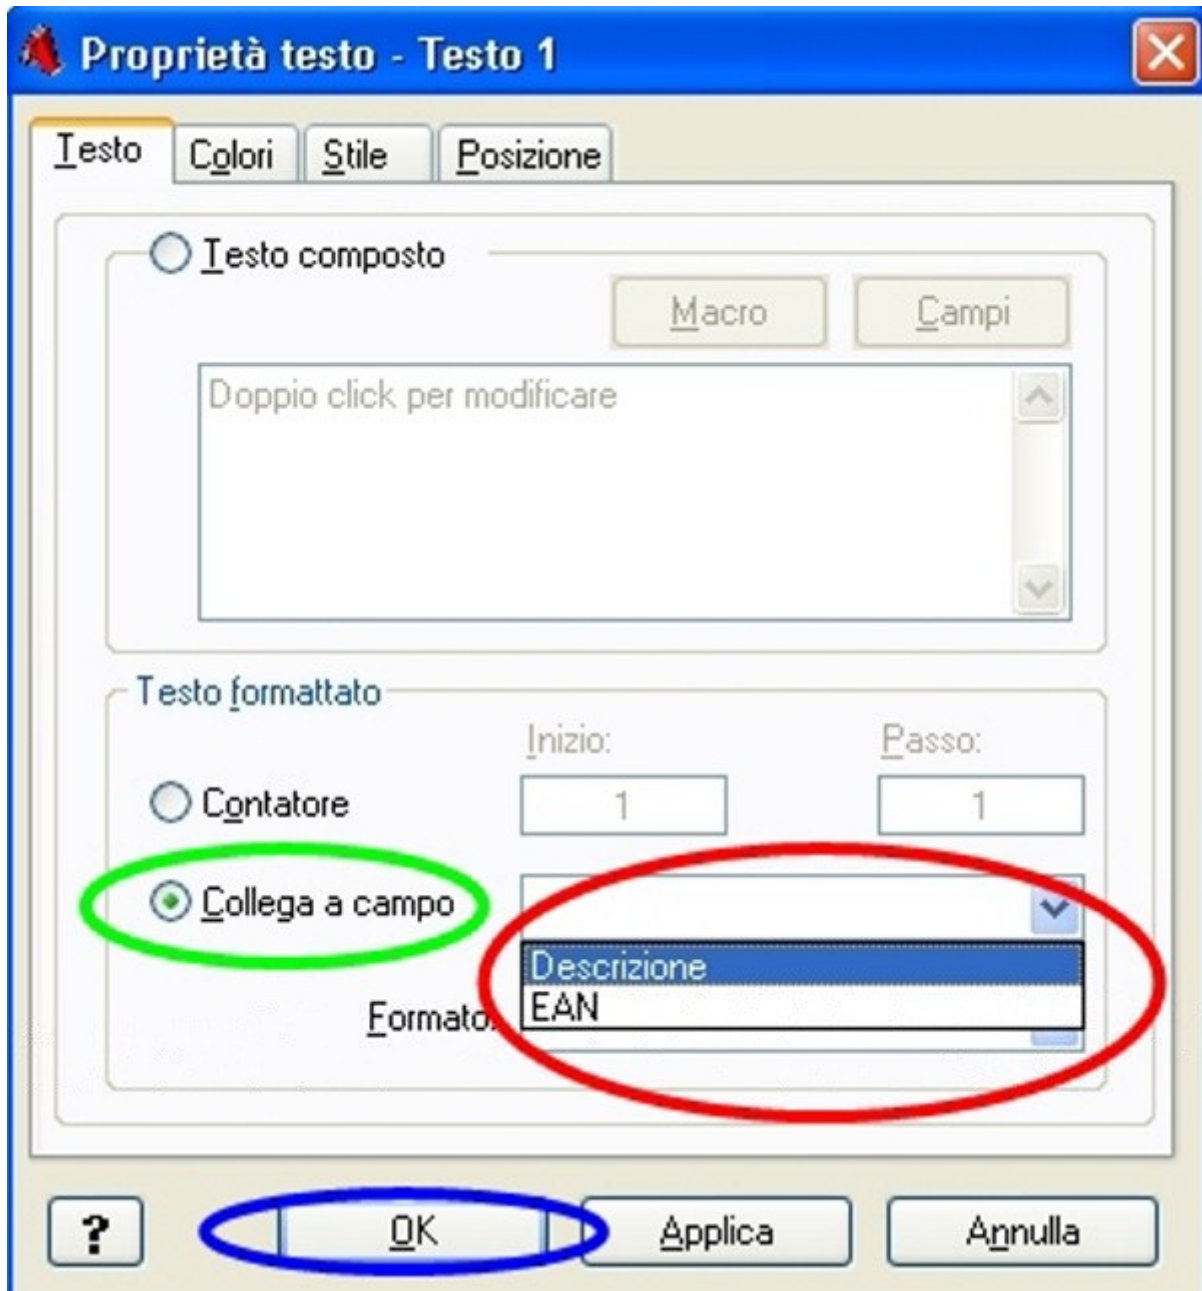 Proprietà testo - Testo 1
Testo Colori Stile Posizione
Testo composto
Macro Campi
Doppio click per modificare
Testo formattato
Inizio: Passo:
Contatore 1 1
Collega a campo
Descrizione
EAN
Formato:
? OK Applica Annulla